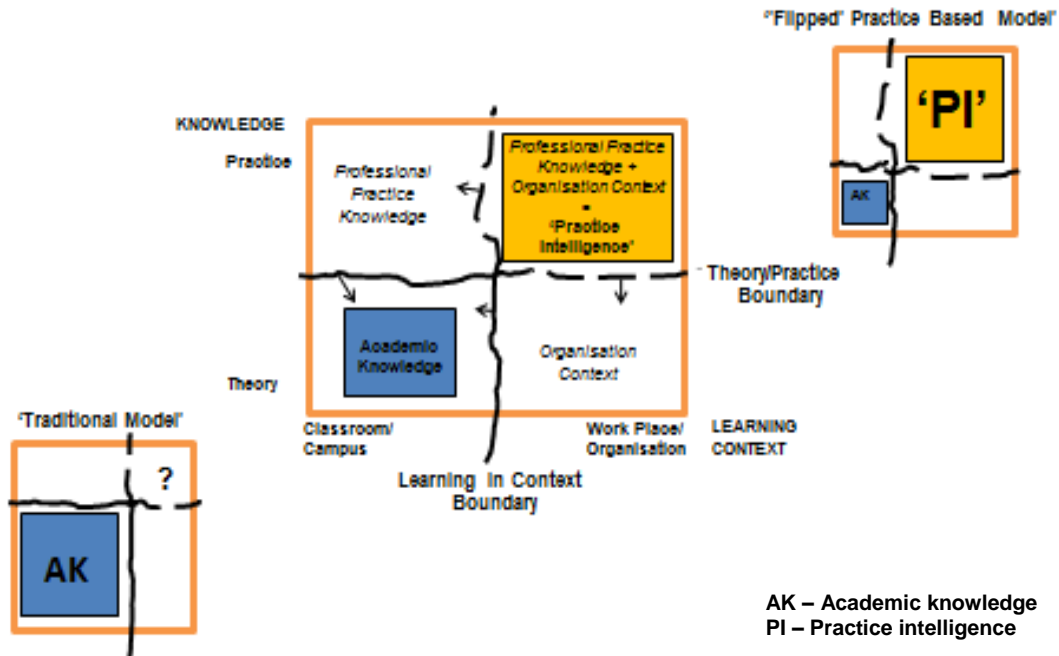 ‘'Flipped’ Practice Based Model’
‘PI’
AK
KNOWLEDGE
Practice
Professional
Practice
Knowledge
Professional Practice
Knowledge +
Organisation Context
=
‘Practice
Intelligence’
Theory/Practice
Boundary
Academic
Knowledge
Organisation
Context
Theory
Classroom/
Campus
Work Place/
Organisation
LEARNING
CONTEXT
Learning in Context
Boundary
‘Traditional Model’
?
AK
AK – Academic knowledge
PI – Practice intelligence